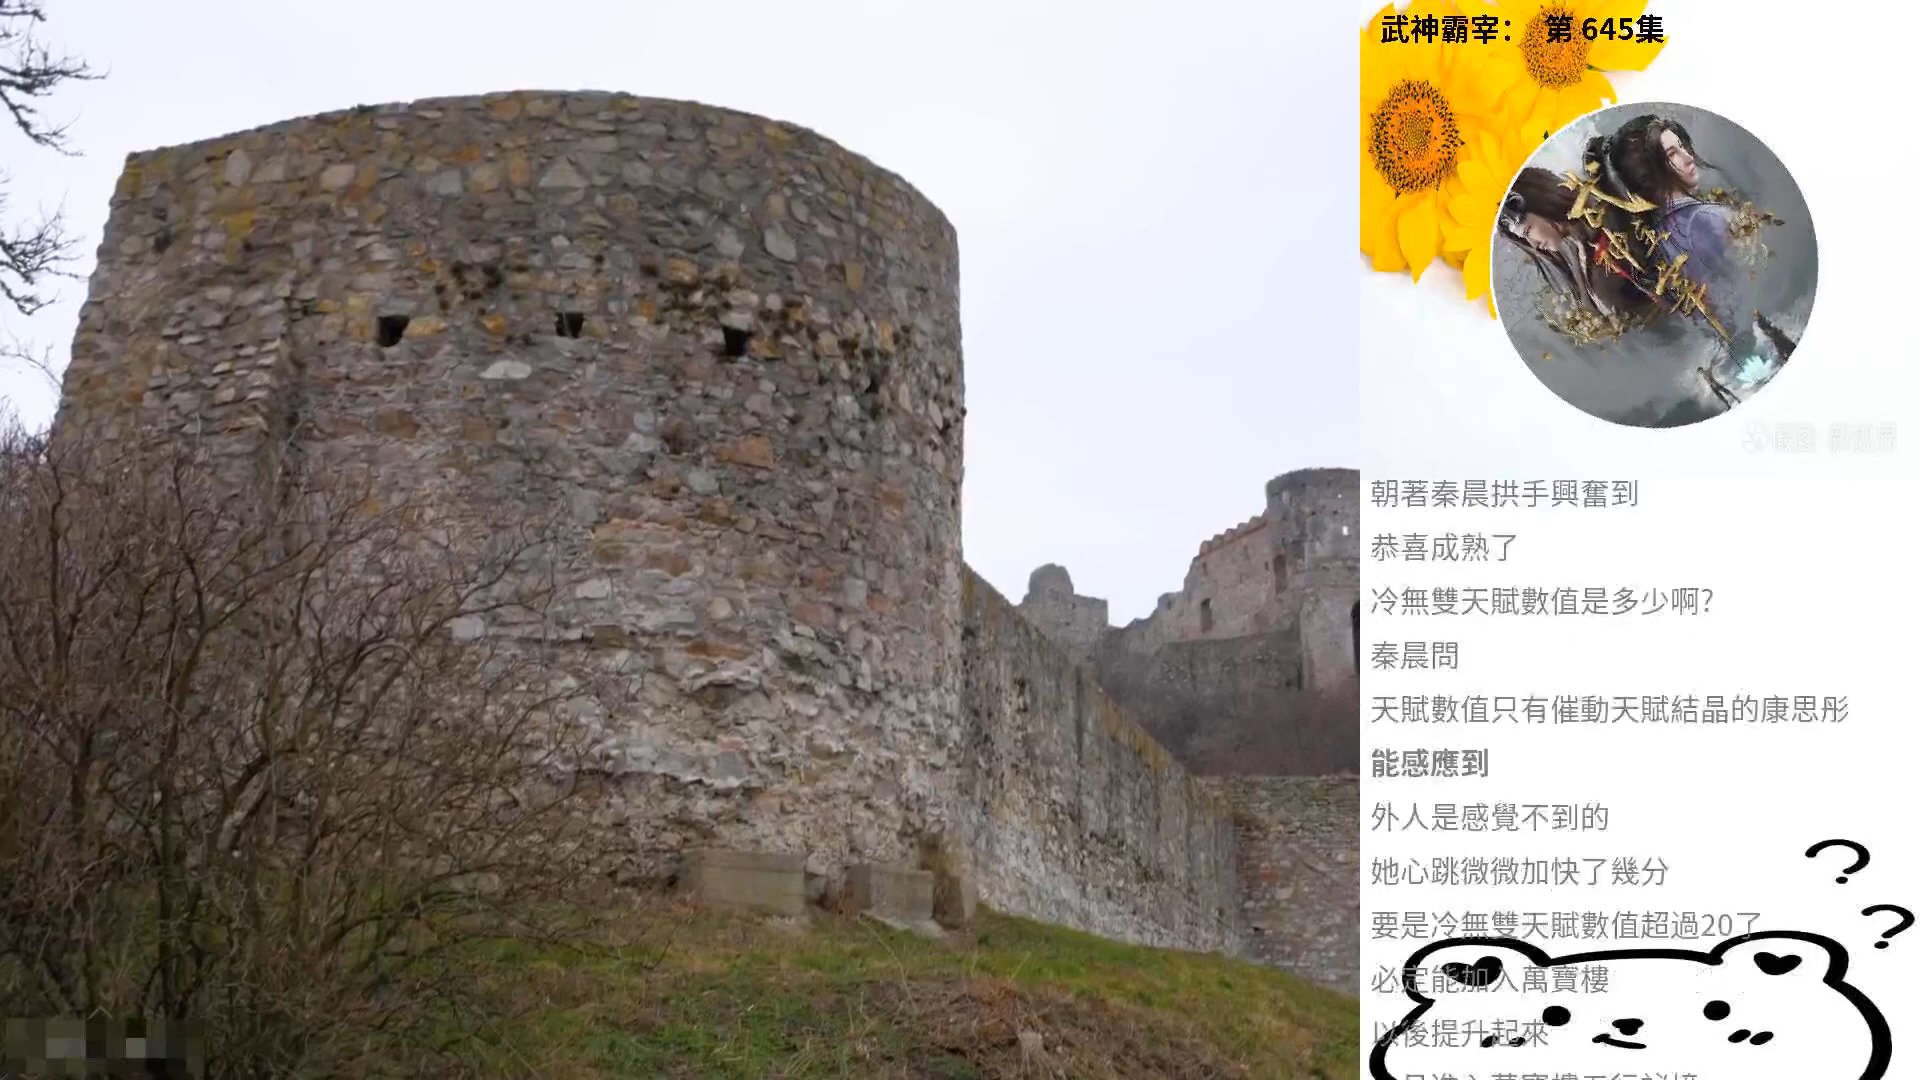 武神霸宰： 第 645集
朝著秦晨拱手興奮到
恭喜成熟了
冷無雙天賦數值是多少啊?
秦晨問
天賦數值只有催動天賦結晶的康思彤
能感應到
外人是感覺不到的
她心跳微微加快了幾分
要是冷無雙天賦數值超過20了
必定能加入萬寶樓
以後提升起來